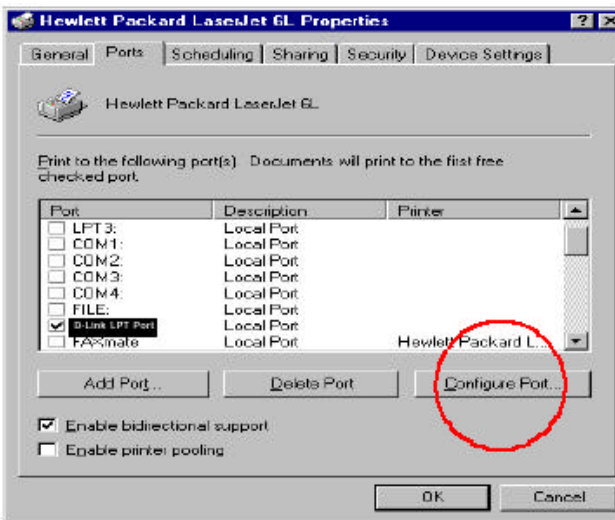 Hewlett Packard LaserJet 6L Properties
General Ports Scheduling Sharing Security Device Settings
Hewlett Packard LaserJet 6L
Print to the following port(s). Documents will print to the first free
checked port.
Port Description Printer
LPT3: Local Port
COM1: Local Port
COM2: Local Port
COM3: Local Port
COM4: Local Port
FILE: Local Port
D-Link LPT Port Local Port
FAXmate Local Port Hewlett Packard L...
Add Port... Delete Port Configure Port...
Enable bidirectional support
Enable printer pooling
OK Cancel